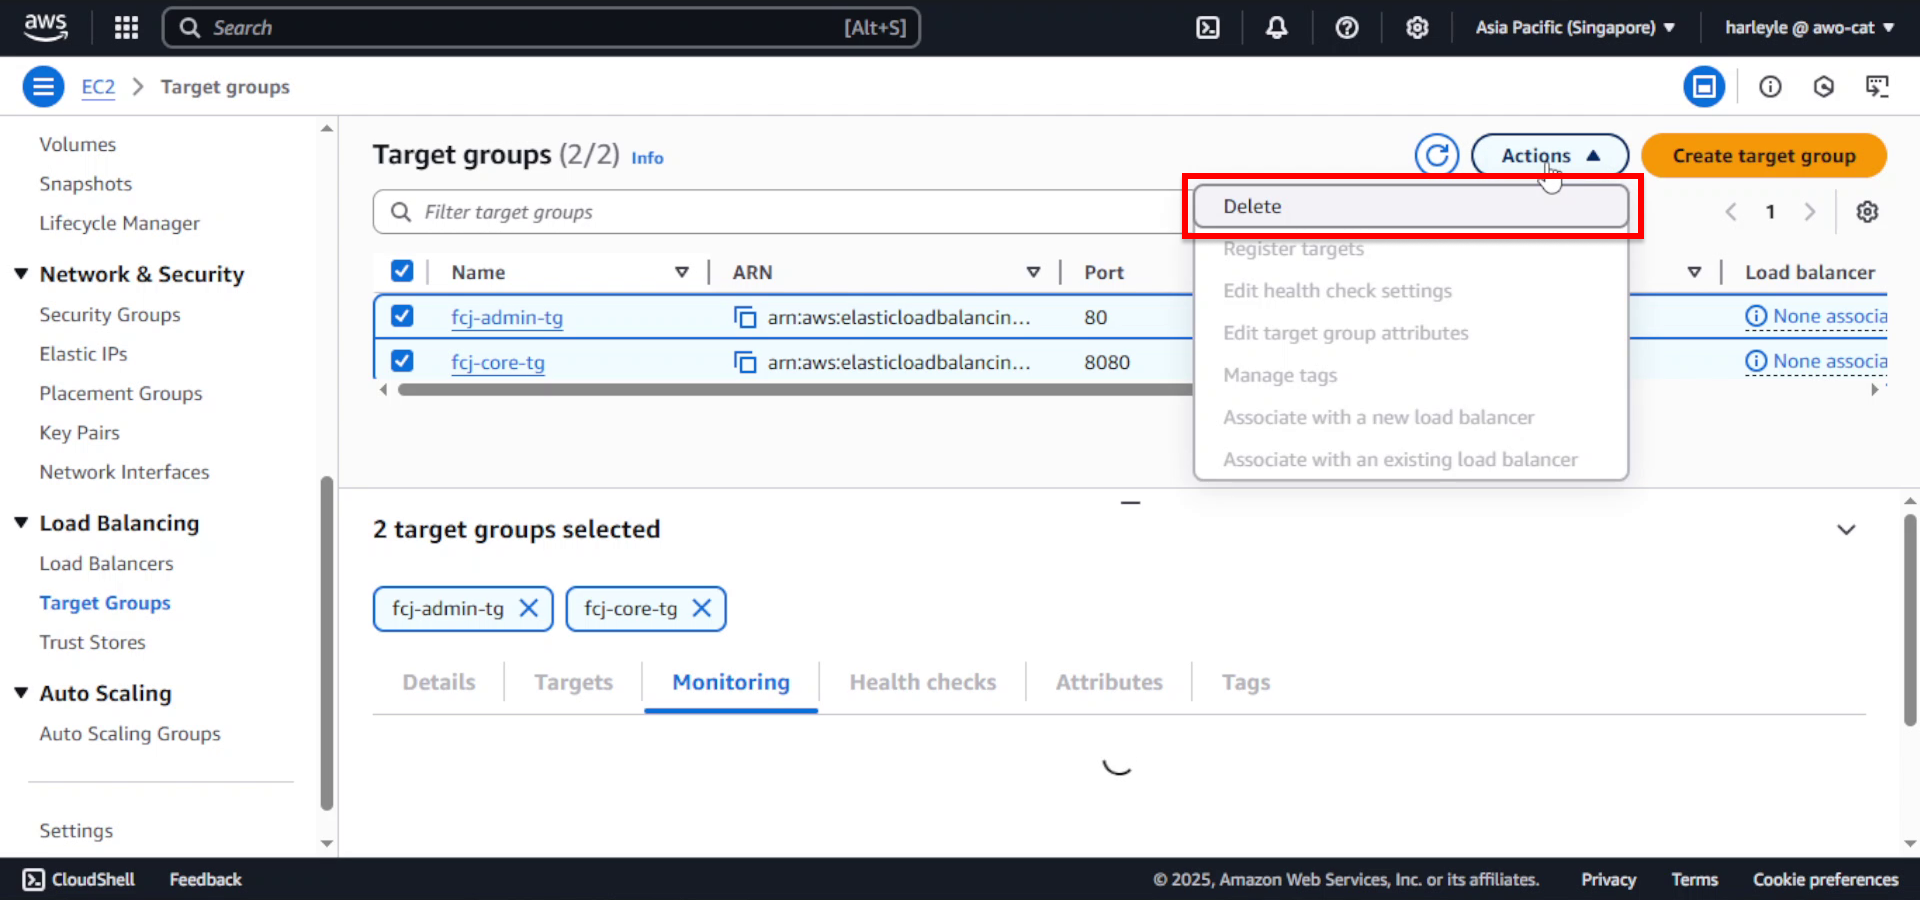 aws
Search
[Alt+S]
Asia Pacific (Singapore)
harleyle @ awo-cat
EC2
Target groups
Volumes
Snapshots
Lifecycle Manager
Network & Security
Security Groups
Elastic IPs
Placement Groups
Key Pairs
Network Interfaces
Load Balancing
Load Balancers
Target Groups
Trust Stores
Auto Scaling
Auto Scaling Groups
Settings
Target groups (2/2) Info
Actions
Create target group
Filter target groups
1
Delete
Register targets
Edit health check settings
Edit target group attributes
Manage tags
Associate with a new load balancer
Associate with an existing load balancer
Name ARN Port Load balancer
fcj-admin-tg arn:aws:elasticloadbalancin... 80 None associa
fcj-core-tg arn:aws:elasticloadbalancin... 8080 None associa
2 target groups selected
fcj-admin-tg fcj-core-tg
Details Targets Monitoring Health checks Attributes Tags
CloudShell Feedback © 2025, Amazon Web Services, Inc. or its affiliates. Privacy Terms Cookie preferences